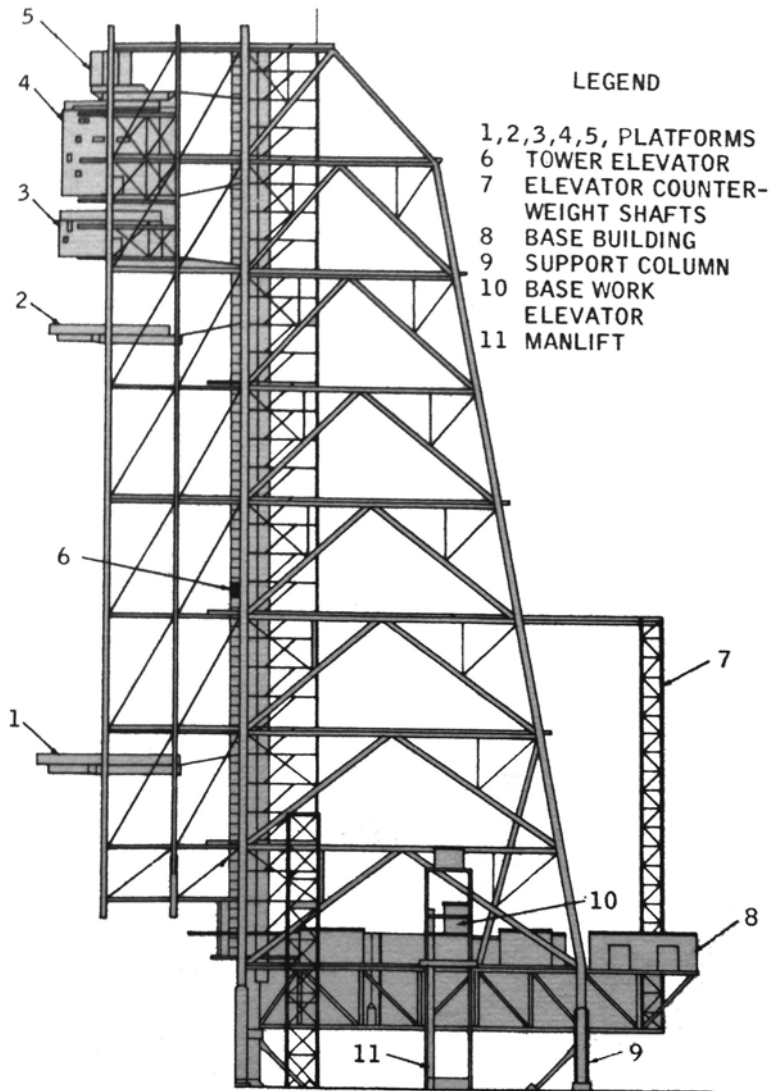 5
4
3
2
6
1
7
8
10
11
9
LEGEND
1,2,3,4,5, PLATFORMS
6 TOWER ELEVATOR
7 ELEVATOR COUNTER-
WEIGHT SHAFTS
8 BASE BUILDING
9 SUPPORT COLUMN
10 BASE WORK
ELEVATOR
11 MANLIFT